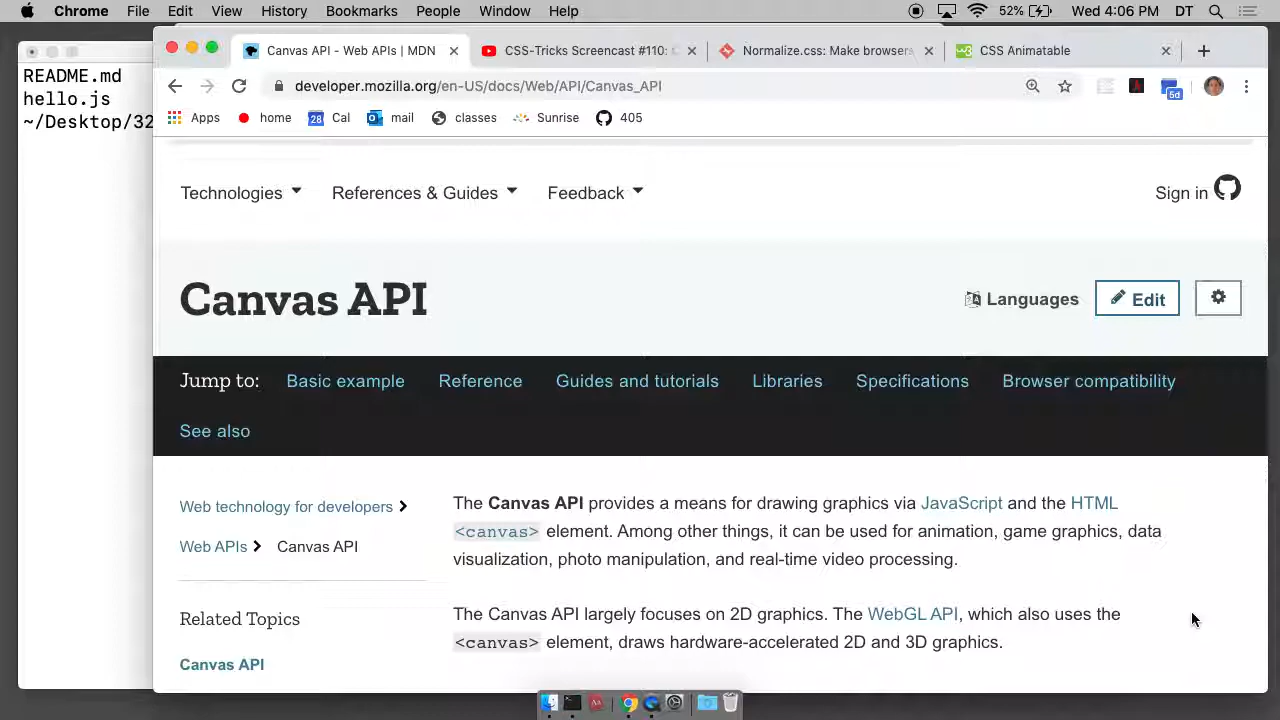 Chrome File Edit View History Bookmarks People Window Help 52% Wed 4:06 PM DT
README.md
hello.js
~/Desktop/32
Canvas API - Web APIs | MDN
CSS-Tricks Screencast #110:
Normalize.css: Make browsers
CSS Animatable
developer.mozilla.org/en-US/docs/Web/API/Canvas_API
5d
Apps home 28 Cal mail classes Sunrise 405
Technologies References & Guides Feedback Sign in
Canvas API
Languages Edit
Jump to: Basic example Reference Guides and tutorials Libraries Specifications Browser compatibility
See also
Web technology for developers
Web APIs Canvas API
Related Topics
Canvas API
The Canvas API provides a means for drawing graphics via JavaScript and the HTML
<canvas> element. Among other things, it can be used for animation, game graphics, data
visualization, photo manipulation, and real-time video processing.
The Canvas API largely focuses on 2D graphics. The WebGL API, which also uses the
<canvas> element, draws hardware-accelerated 2D and 3D graphics.